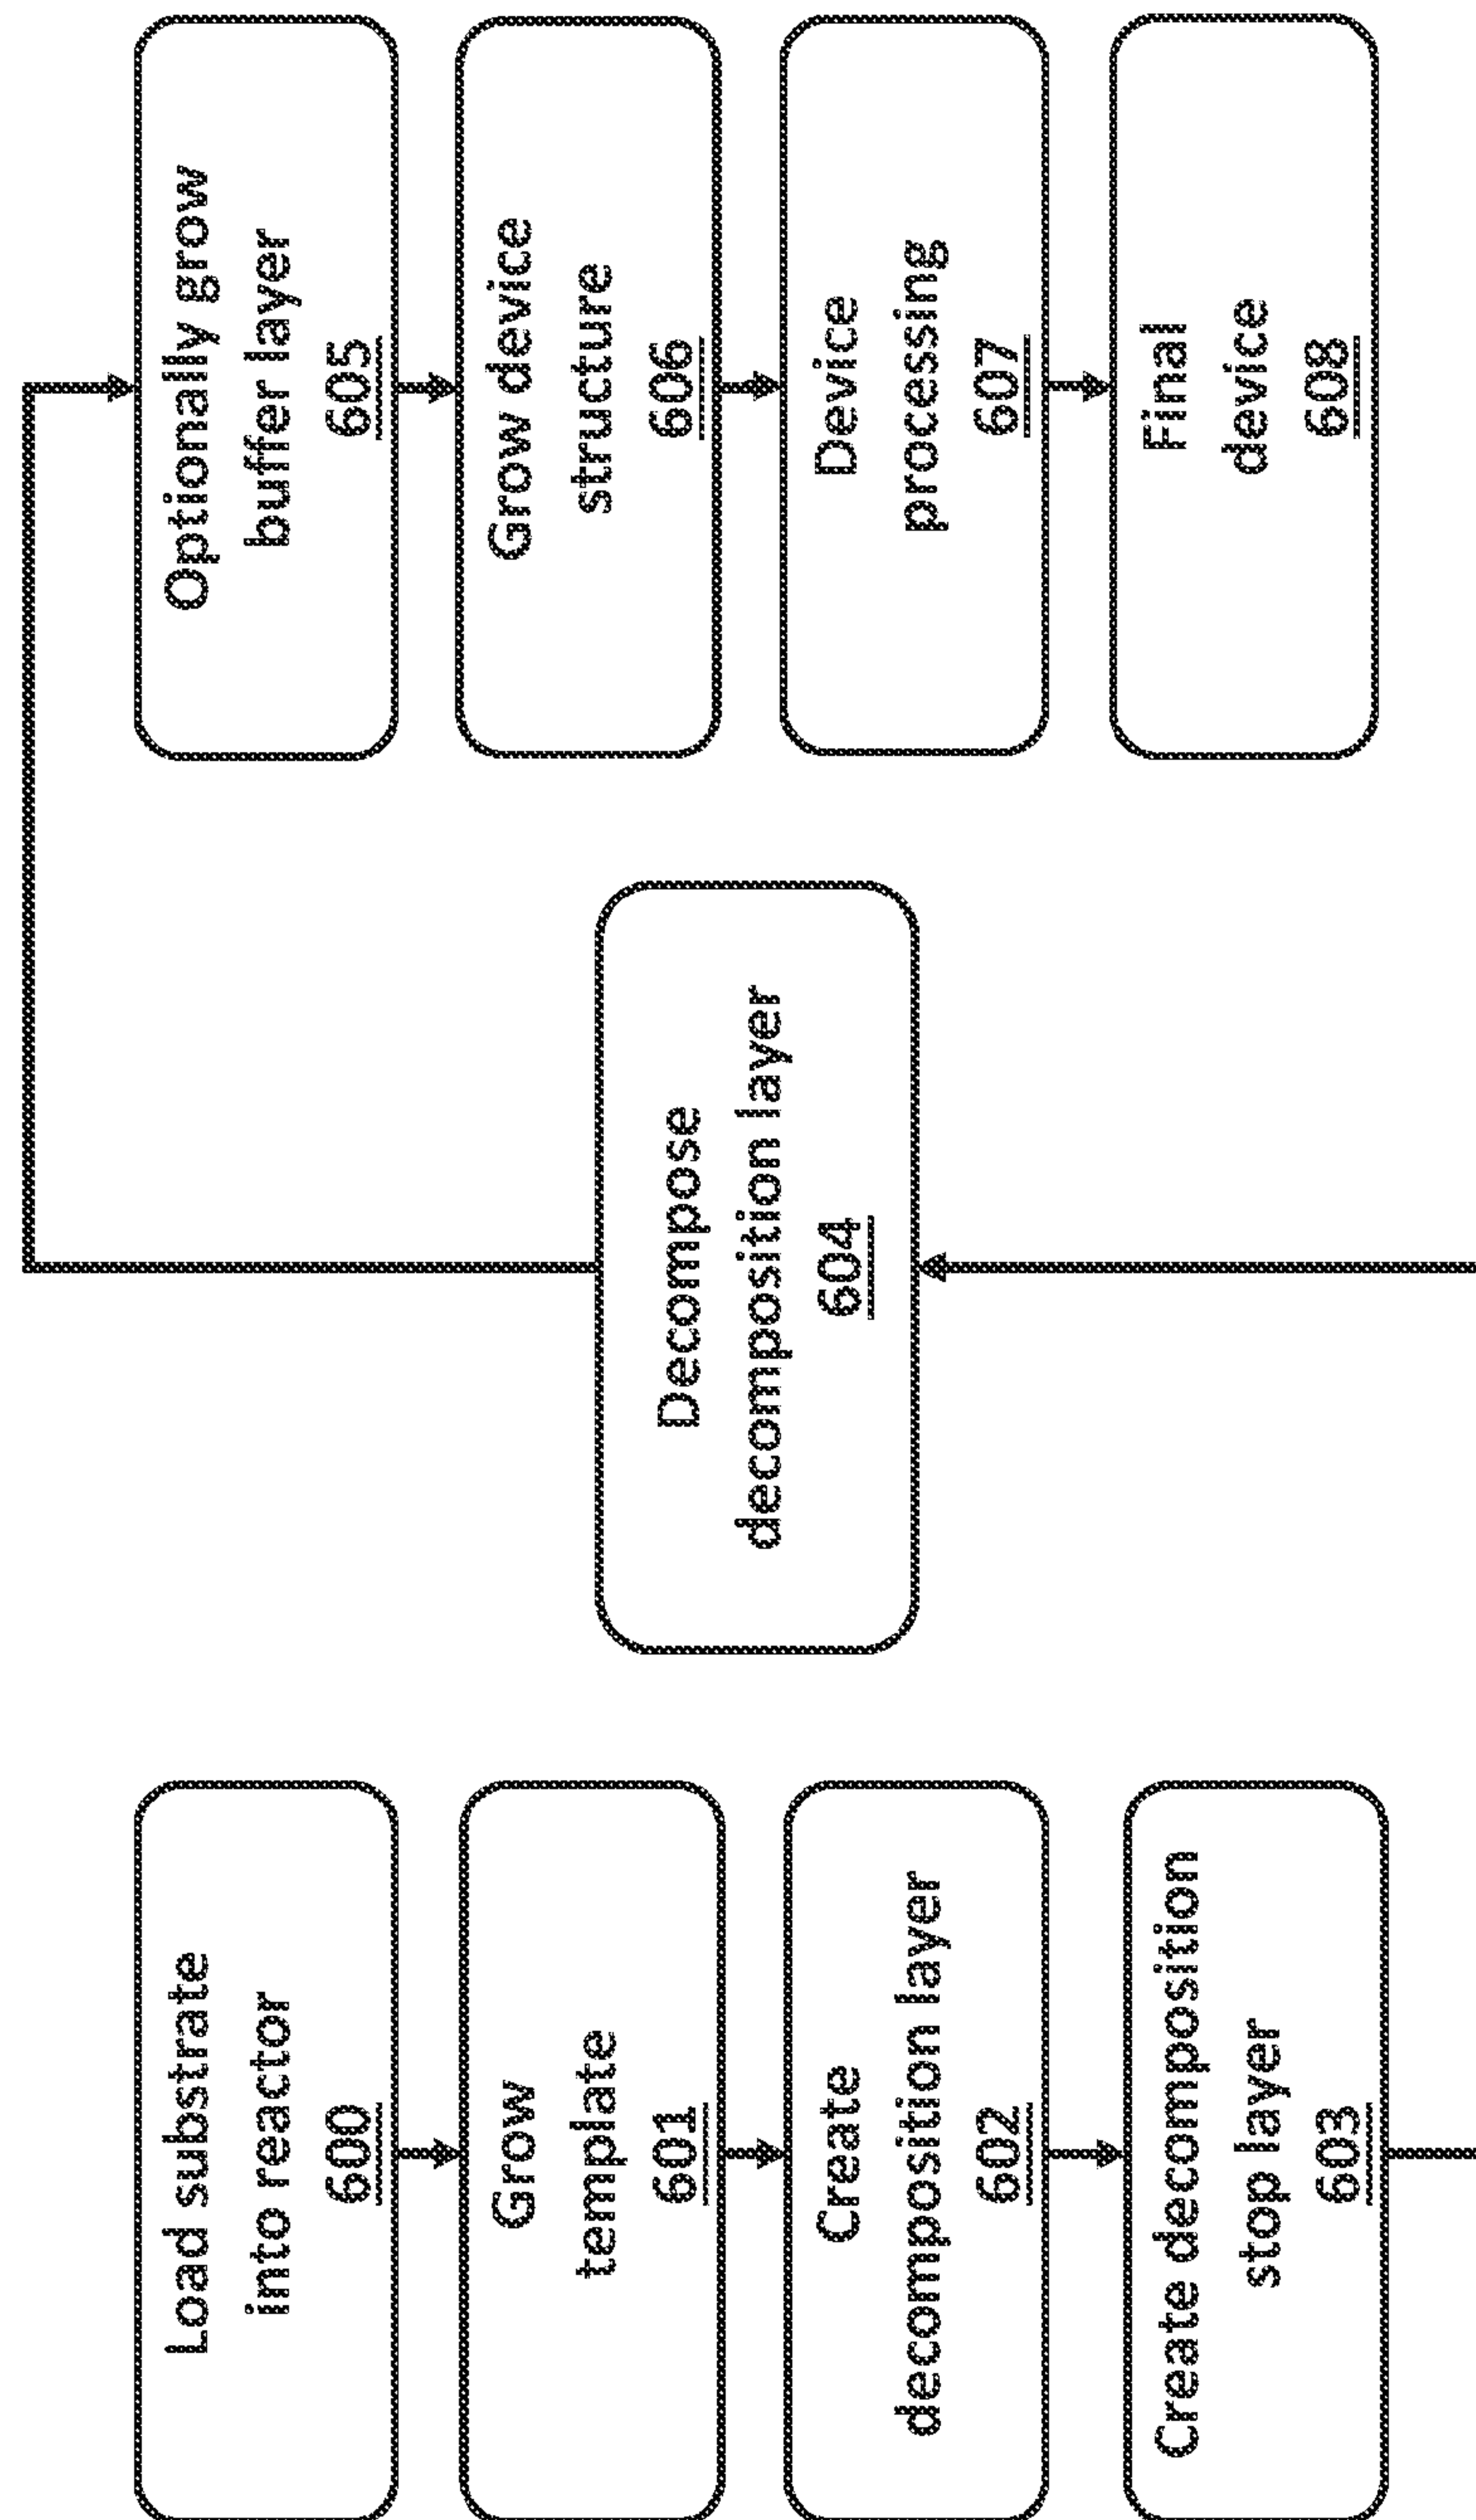 Load substrate
into reactor
600
Grow
template
601
Create
decomposition layer
602
Create decomposition
stop layer
603
Decompose
decomposition layer
604
Optionally grow
buffer layer
605
Grow device
structure
606
Device
processing
607
Final
device
608